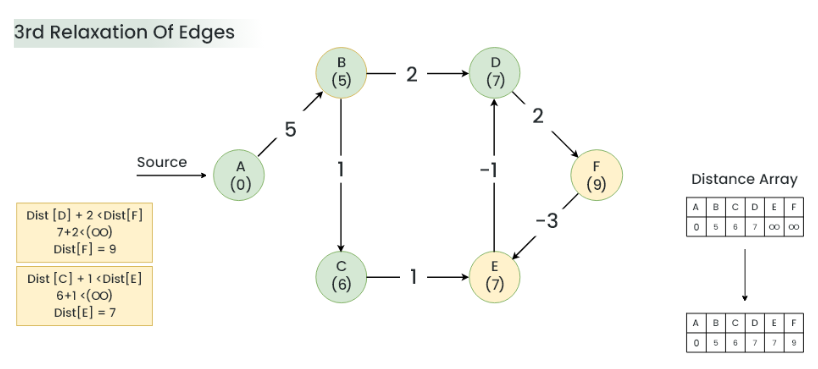 3rd Relaxation Of Edges
B
(5)
2
D
(7)
5
2
Source
A
(0)
1
-1
F
(9)
Distance Array
A B C D E F
0 5 6 7 ∞ ∞
Dist [D] + 2 <Dist[F]
7+2<(∞)
Dist[F] = 9
-3
Dist [C] + 1 <Dist[E]
6+1 <(∞)
Dist[E] = 7
C
(6)
1
E
(7)
A B C D E F
0 5 6 7 7 9